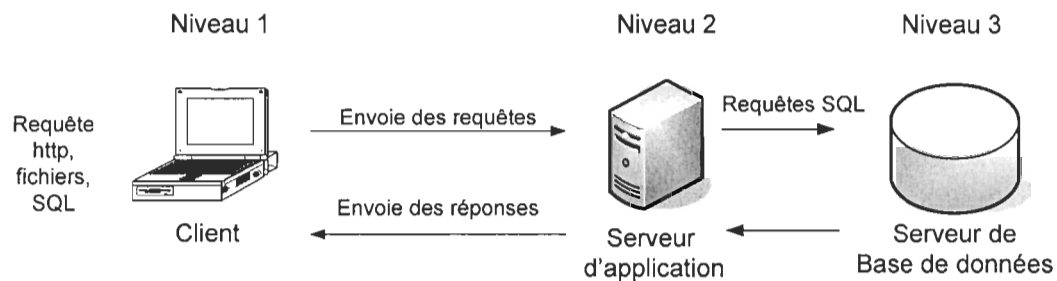 Niveau 1
Niveau 2
Niveau 3
Requête
http,
fichiers,
SQL
Envoie des requêtes
Requêtes SQL
Envoie des réponses
Client
Serveur
d'application
Serveur de
Base de données